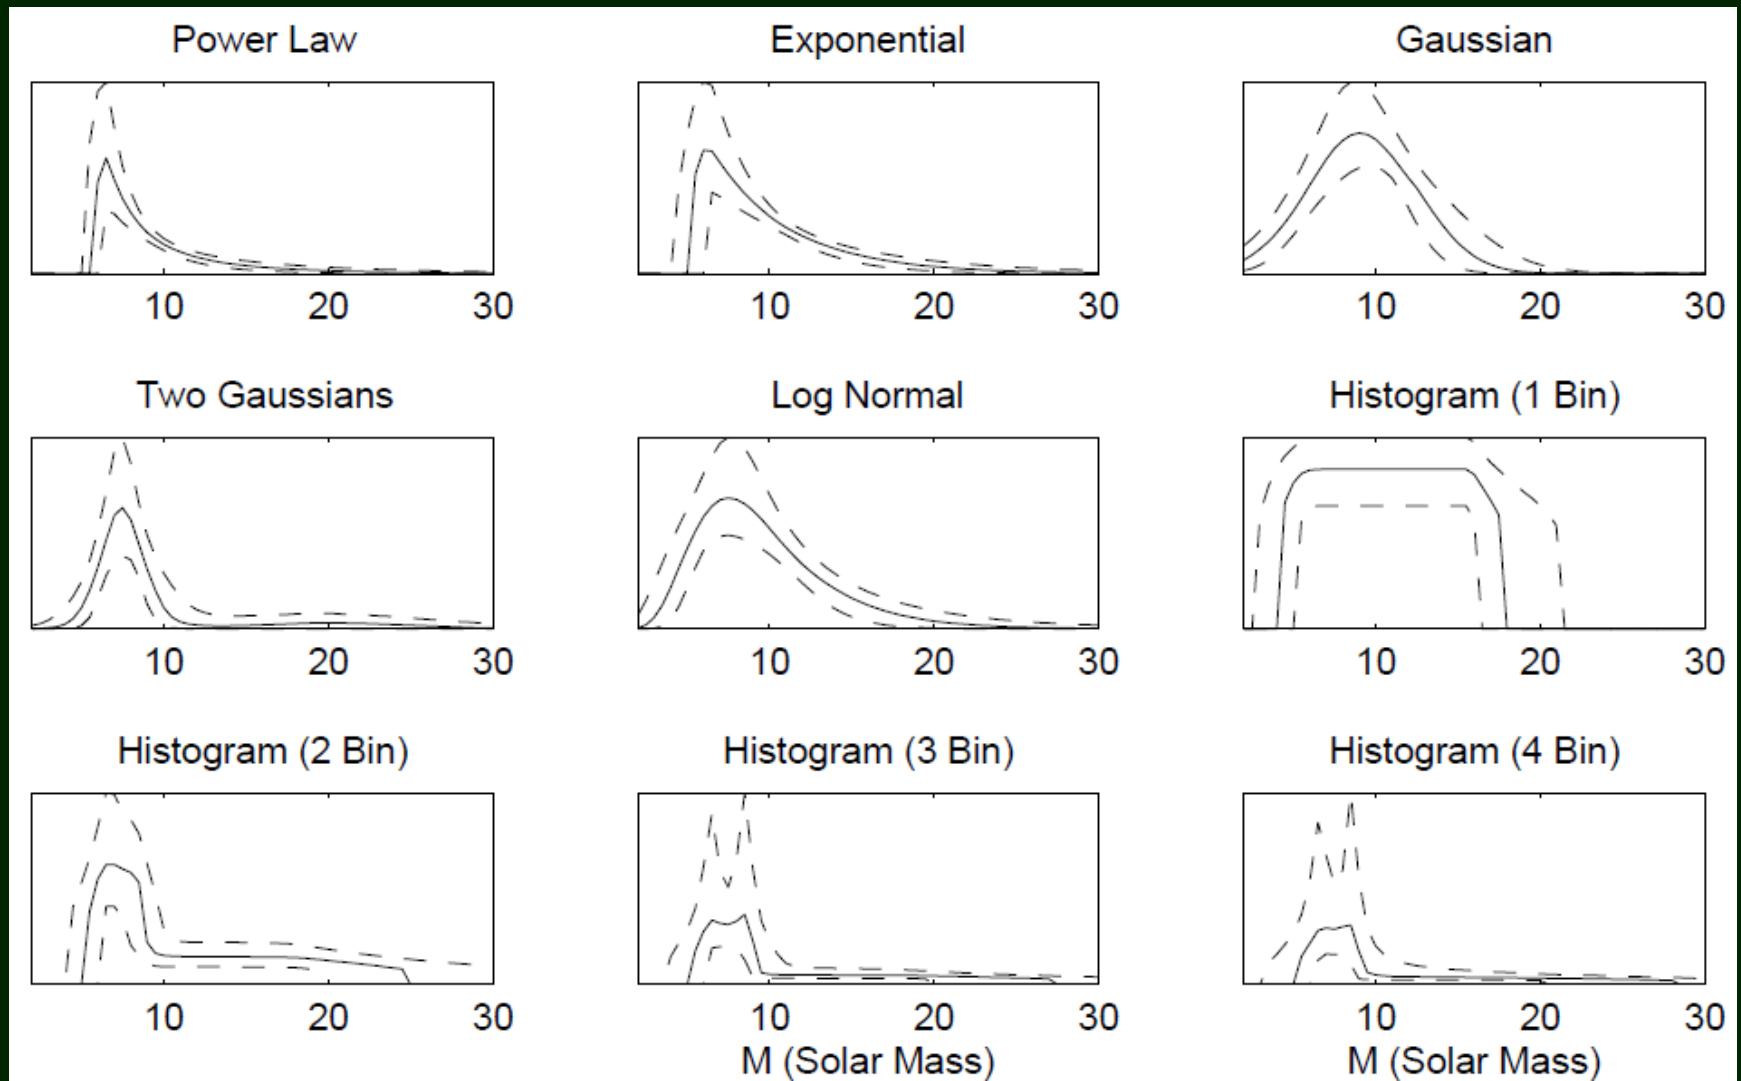 Power Law
Exponential
Gaussian
10 20 30
10 20 30
10 20 30
Two Gaussians
Log Normal
Histogram (1 Bin)
10 20 30
10 20 30
10 20 30
Histogram (2 Bin)
Histogram (3 Bin)
Histogram (4 Bin)
10 20 30
10 20 30
10 20 30
M (Solar Mass)
M (Solar Mass)